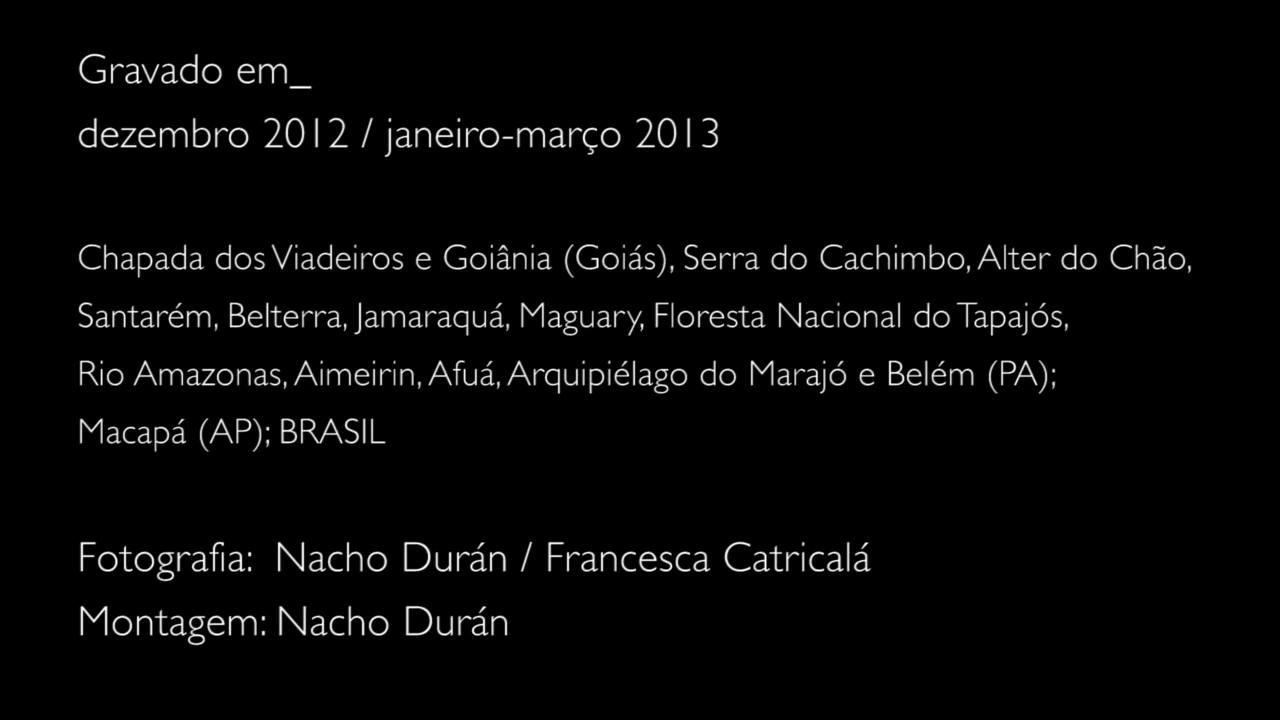 Gravado em_
dezembro 2012 / janeiro-março 2013
Chapada dos Viadeiros e Goiânia (Goiás), Serra do Cachimbo, Alter do Chão,
Santarém, Belterra, Jamaraquá, Maguary, Floresta Nacional do Tapajós,
Rio Amazonas, Aimeirin, Afuá, Arquipiélago do Marajó e Belém (PA);
Macapá (AP); BRASIL
Fotografia: Nacho Durán / Francesca Catricalá
Montagem: Nacho Durán